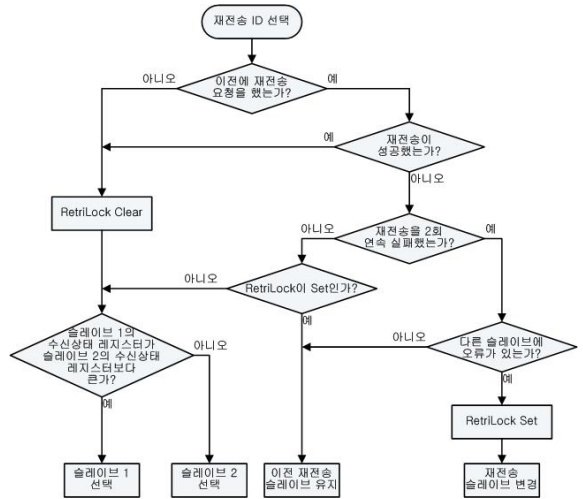 재전송 ID 선택
아니오
이전에 재전송
요청을 했는가?
예
예
재전송이
성공했는가?
아니오
RetriLock Clear
아니오
재전송을 2회
연속 실패했는가?
예
아니오
RetriLock이 Set인가?
예
슬레이브 1의
수신상태 레지스터가
슬레이브 2의 수신상태
레지스터보다
큰가?
아니오
예
아니오
다른 슬레이브에
오류가 있는가?
예
RetriLock Set
슬레이브 1
선택
슬레이브 2
선택
이전 재전송
슬레이브 유지
재전송
슬레이브 변경